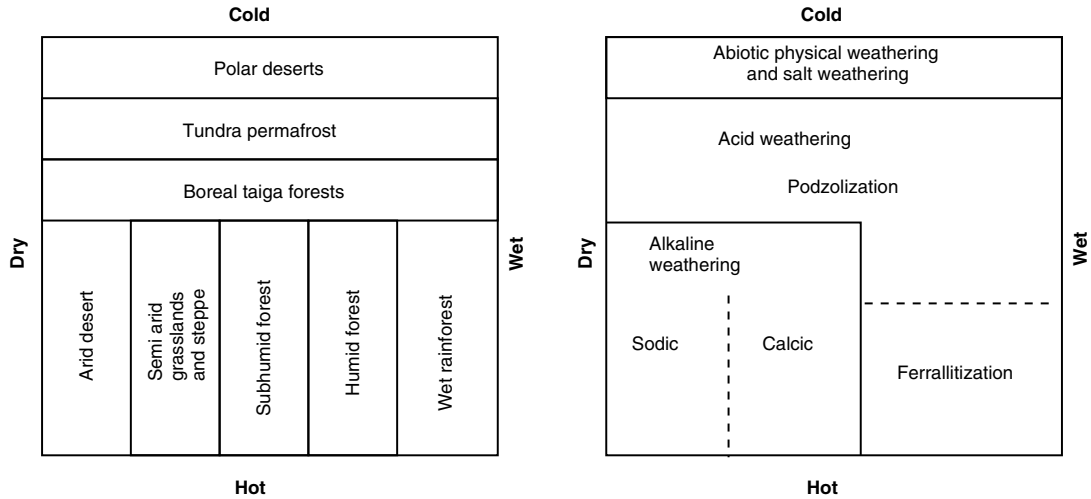 Cold
Polar deserts
Tundra permafrost
Boreal taiga forests
Dry
Wet
Arid desert
Semi arid
grasslands
and steppe
Subhumid forest
Humid forest
Wet rainforest
Hot
Cold
Abiotic physical weathering
and salt weathering
Acid weathering
Podzolization
Dry
Wet
Alkaline
weathering
Sodic
Calcic
Ferrallitization
Hot